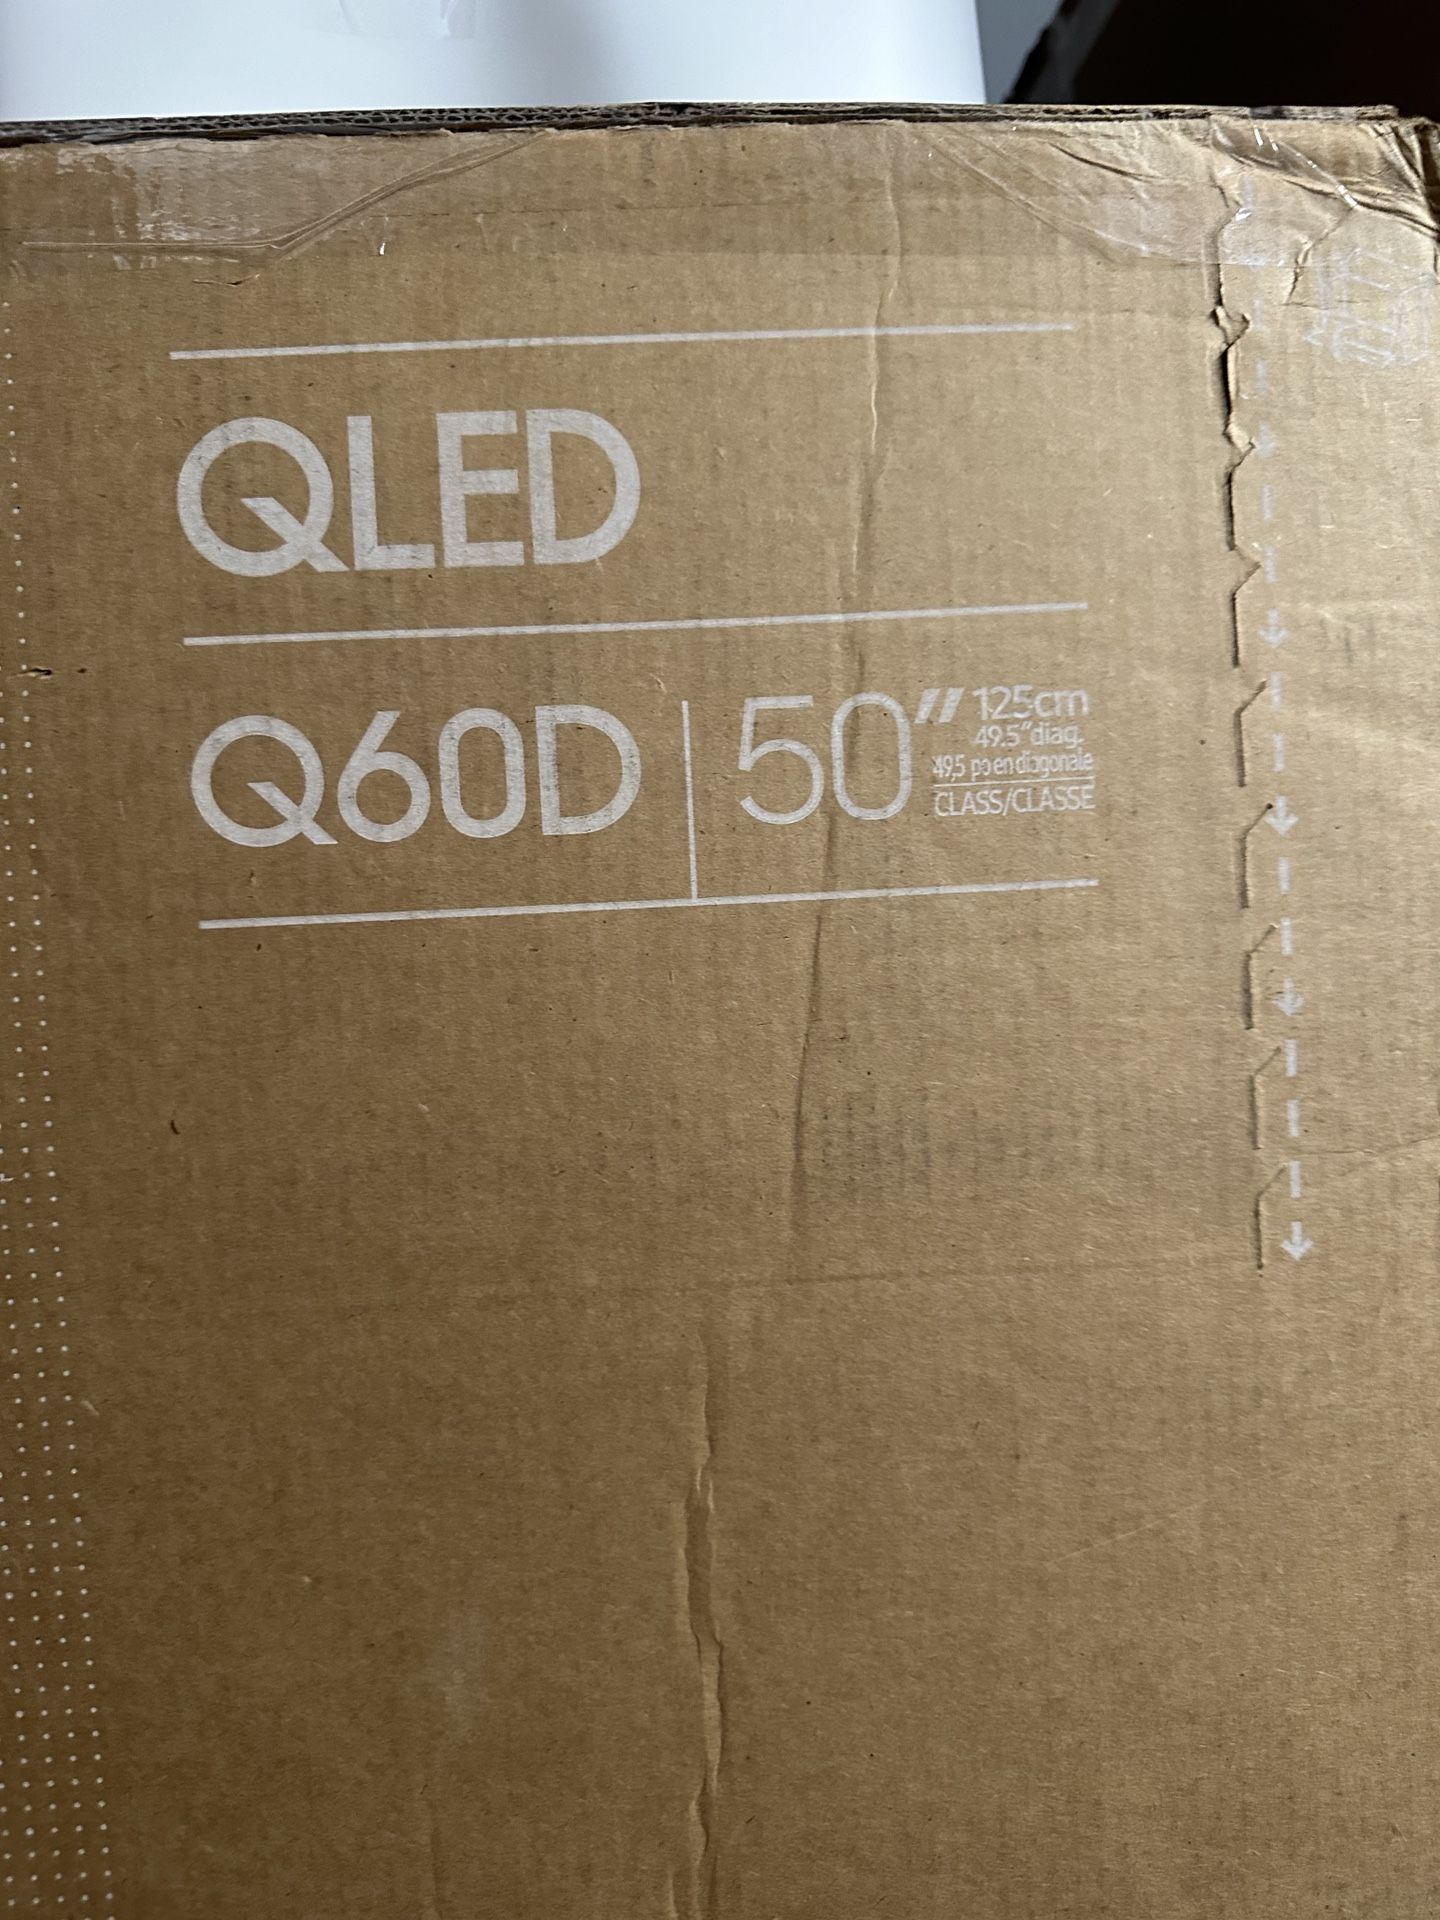 QLED
Q60D
50"
125cm
49.5"diag.
49,5 po en diagonale
CLASS/CLASSE